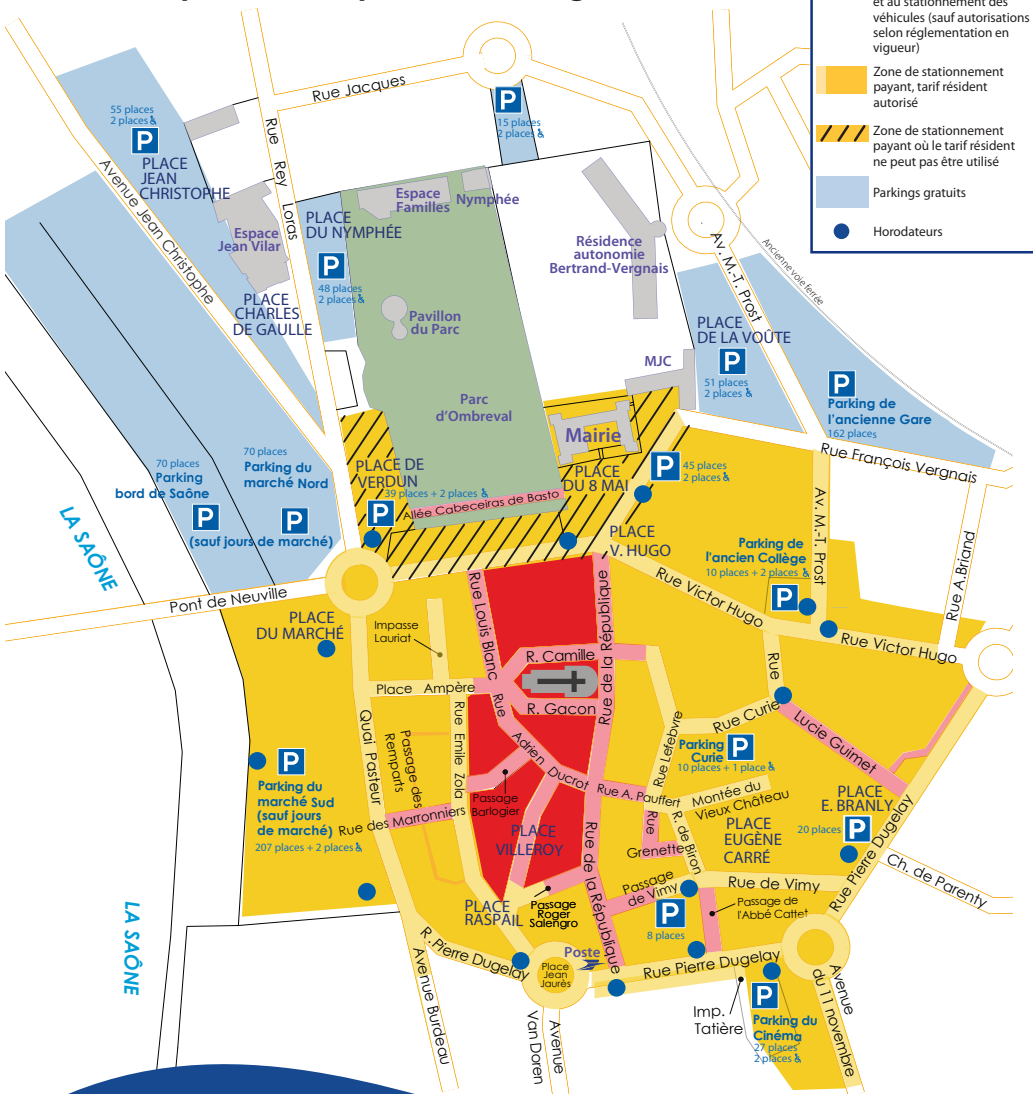 et au stationnement des
véhicules (sauf autorisations
selon réglementation en
vigueur)
Zone de stationnement
payant, tarif résident
autorisé
Zone de stationnement
payant où le tarif résident
ne peut pas être utilisé
Parkings gratuits
Horodateurs
Rue Jacques
P
15 places
2 places
55 places
2 places
P
PLACE
JEAN
CHRISTOPHE
Avenue Jean Christophe
Rue Rey Loras
Espace
Jean Vilar
PLACE
CHARLES
DE GAULLE
PLACE
DU NYMPHÉE
P
48 places
2 places
Espace
Familles
Nymphée
Pavillon
du Parc
Parc
d'Ombreval
Résidence
autonomie
Bertrand-Vergnais
Av. M.-T. Prost
Ancienne voie ferrée
PLACE
DE LA VOÛTE
P
51 places
2 places
MJC
P
Parking de
l'ancienne Gare
162 places
Rue François Vergnais
Mairie
PLACE
DU 8 MAI
P
45 places
2 places
PLACE DE
VERDUN
39 places + 2 places
P
Allée Cabeceiras de Basto
PLACE
V. HUGO
70 places
Parking
bord de Saône
P
70 places
Parking du
marché Nord
P
(sauf jours de marché)
LA SAÔNE
Pont de Neuville
Parking de
l'ancien Collège
10 places + 2 places
P
Av. M.-T. Prost
Rue A. Briand
Rue Victor Hugo
Rue Victor Hugo
PLACE
DU MARCHÉ
Impasse
Lauriat
Rue Louis Blanc
Rue de la République
R. Camille
R. Gacon
Place Ampère
Quai Pasteur
Passage des
Remparts
Rue Emile Zola
Rue
Adrien
Ducrot
Passage
Barlogier
Rue des Marronniers
PLACE
VILLEROY
Rue A. Pauffert
Rue Lefebvre
Rue Curie
Rue
Lucie Guimet
Parking
Curie
P
10 places + 1 place
Montée du
Vieux Château
PLACE
EUGÈNE
CARRÉ
Rue
Grenette
R. de Biron
PLACE
E. BRANLY
20 places
P
Rue Pierre Dugelay
Ch. de Parenty
P
Parking du
marché Sud
(sauf jours
de marché)
207 places + 2 places
LA SAÔNE
PLACE
RASPAIL
Passage
Roger
Salengro
Rue de la République
Passage
de Vimy
Rue de Vimy
P
8 places
Passage de
l'Abbé Cattet
R. Pierre Dugelay
Poste
Place
Jean
Jaurès
Rue Pierre Dugelay
Avenue Burdeau
Avenue
Van Doren
Imp.
Tatière
P
Parking du
Cinéma
27 places
2 places
Avenue
du 11 novembre